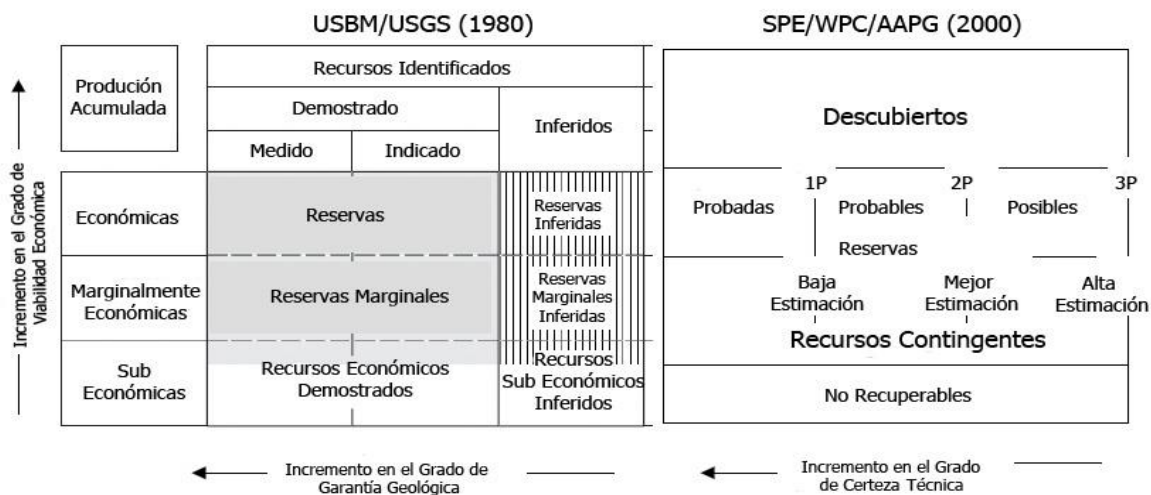 USBM/USGS (1980)
SPE/WPC/AAPG (2000)
Produción
Acumulada
Recursos Identificados
Demostrado
Inferidos
Medido
Indicado
Descubiertos
Incremento en el Grado de
Viabilidad Económica
Económicas
Reservas
Reservas
Inferidas
1P
2P
3P
Probadas
Probables
Posibles
Reservas
Marginalmente
Económicas
Reservas Marginales
Reservas
Marginales
Inferidas
Baja
Estimación
Mejor
Estimación
Alta
Estimación
Recursos Contingentes
Sub
Económicas
Recursos Económicos
Demostrados
Recursos
Sub Económicos
Inferidos
No Recuperables
Incremento en el Grado de
Garantía Geológica
Incremento en el Grado
de Certeza Técnica